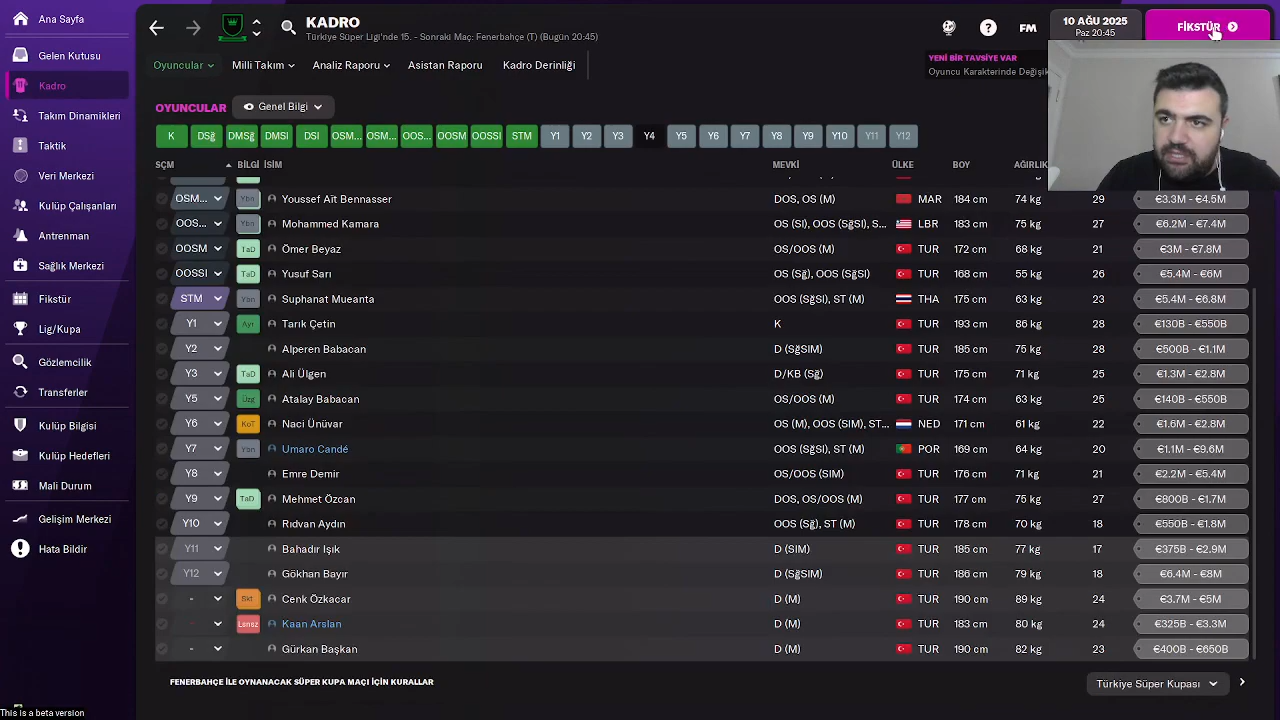 Ana Sayfa
KADRO
Türkiye Süper Ligi'nde 15. - Sonraki Maç: Fenerbahçe (T) (Bugün 20:45)
FM
10 AĞU 2025
Paz 20:45
FİKSTÜR
Gelen Kutusu
Oyuncular
Milli Takım
Analiz Raporu
Asistan Raporu
Kadro Derinliği
YENİ BİR TAVSİYE VAR
Oyuncu Karakterinde Değişik
Kadro
Takım Dinamikleri
Taktik
Veri Merkezi
Kulüp Çalışanları
Antrenman
Sağlık Merkezi
Fikstür
Lig/Kupa
Gözlemcilik
Transferler
Kulüp Bilgisi
Kulüp Hedefleri
Mali Durum
Gelişim Merkezi
Hata Bildir
OYUNCULAR
Genel Bilgi
K DSğ DMSğ DMSI DSI OSM... OSM... OOS... OOSM OOSSI STM Y1 Y2 Y3 Y4 Y5 Y6 Y7 Y8 Y9 Y10 Y11 Y12
SÇM BİLGİ İSİM MEVKİ ÜLKE BOY AĞIRLIK
OSM... Ybn Youssef Aït Bennasser DOS, OS (M) MAR 184 cm 74 kg 29 €3.3M - €4.5M
OOS... Ybn Mohammed Kamara OS (SI), OOS (SğSI), S... LBR 183 cm 75 kg 27 €6.2M - €7.4M
OOSM TaD Ömer Beyaz OS/OOS (M) TUR 172 cm 68 kg 21 €3M - €7.8M
OOSSI TaD Yusuf Sarı OS (Sğ), OOS (SğSI) TUR 168 cm 55 kg 26 €5.4M - €6M
STM Ybn Suphanat Mueanta OOS (SğSI), ST (M) THA 175 cm 63 kg 23 €5.4M - €6.8M
Y1 Ayr Tarık Çetin K TUR 193 cm 86 kg 28 €130B - €550B
Y2 Alperen Babacan D (SğSIM) TUR 185 cm 75 kg 28 €500B - €1.1M
Y3 TaD Ali Ülgen D/KB (Sğ) TUR 175 cm 71 kg 25 €1.3M - €2.8M
Y5 Üzg Atalay Babacan OS/OOS (M) TUR 174 cm 63 kg 25 €140B - €550B
Y6 KoT Naci Ünüvar OS (M), OOS (SIM), ST... NED 171 cm 61 kg 22 €1.6M - €2.8M
Y7 Ybn Umaro Candé OOS (SğSI), ST (M) POR 169 cm 64 kg 20 €1.1M - €9.6M
Y8 Emre Demir OS/OOS (SIM) TUR 176 cm 71 kg 21 €2.2M - €5.4M
Y9 TaD Mehmet Özcan DOS, OS/OOS (M) TUR 177 cm 75 kg 27 €800B - €1.7M
Y10 Rıdvan Aydın OOS (Sğ), ST (M) TUR 178 cm 70 kg 18 €550B - €1.8M
Y11 Bahadır Işık D (SIM) TUR 185 cm 77 kg 17 €375B - €2.9M
Y12 Gökhan Bayır D (SğSIM) TUR 186 cm 79 kg 18 €6.4M - €8M
- Skt Cenk Özkacar D (M) TUR 190 cm 89 kg 24 €3.7M - €5M
- Lsnsz Kaan Arslan D (M) TUR 183 cm 80 kg 24 €325B - €3.3M
- Gürkan Başkan D (M) TUR 190 cm 82 kg 23 €400B - €650B
FENERBAHÇE İLE OYNANACAK SÜPER KUPA MAÇI İÇİN KURALLAR
Türkiye Süper Kupası
This is a beta version